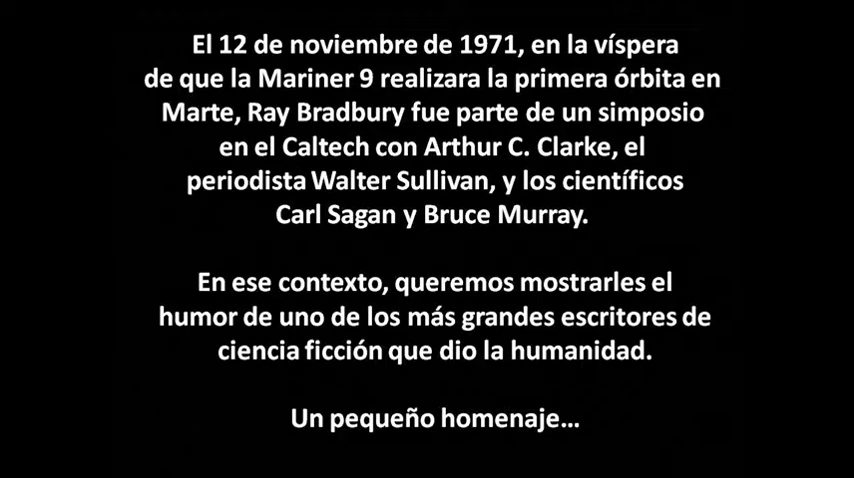 El 12 de noviembre de 1971, en la víspera
de que la Mariner 9 realizara la primera órbita en
Marte, Ray Bradbury fue parte de un simposio
en el Caltech con Arthur C. Clarke, el
periodista Walter Sullivan, y los científicos
Carl Sagan y Bruce Murray.
En ese contexto, queremos mostrarles el
humor de uno de los más grandes escritores de
ciencia ficción que dio la humanidad.
Un pequeño homenaje...